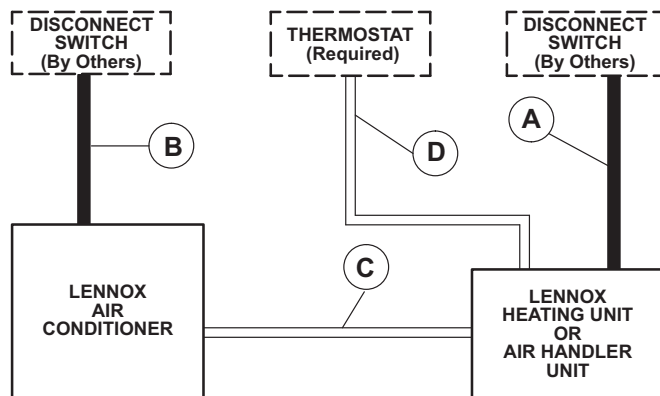 DISCONNECT
SWITCH
(By Others)
THERMOSTAT
(Required)
DISCONNECT
SWITCH
(By Others)
B
D
A
C
LENNOX
AIR
CONDITIONER
LENNOX
HEATING UNIT
OR
AIR HANDLER
UNIT